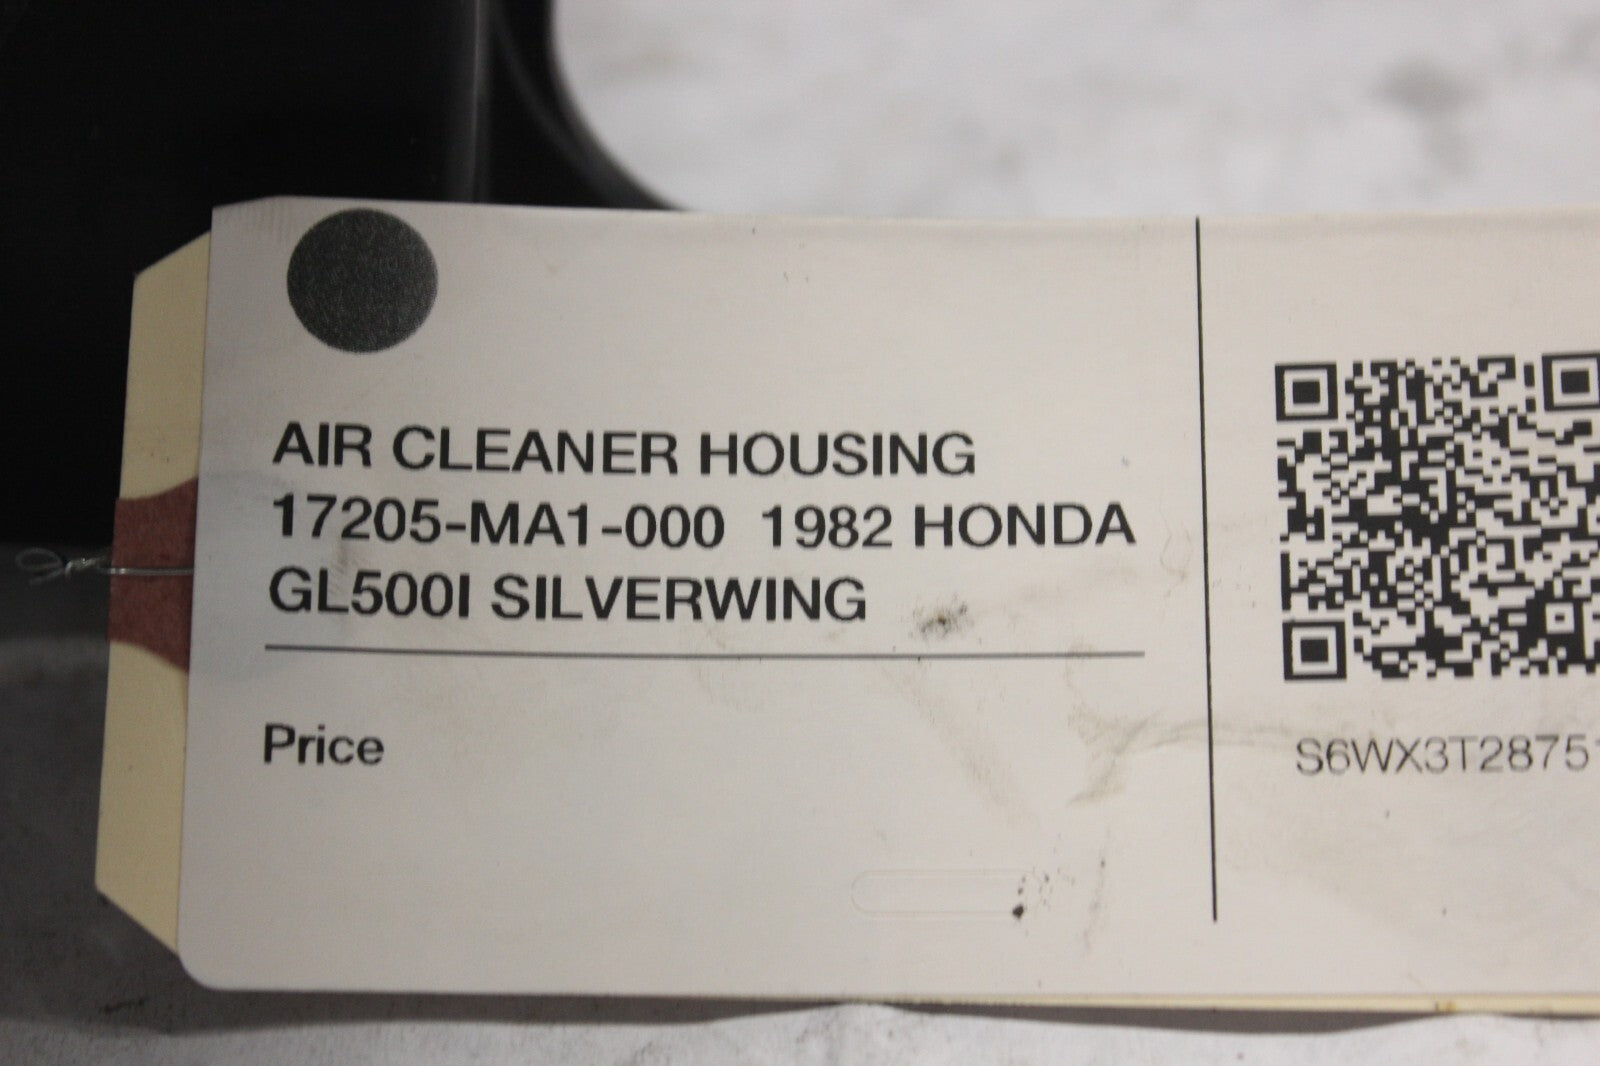 AIR CLEANER HOUSING
17205-MA1-000 1982 HONDA
GL500I SILVERWING
Price
S6WX3T2875